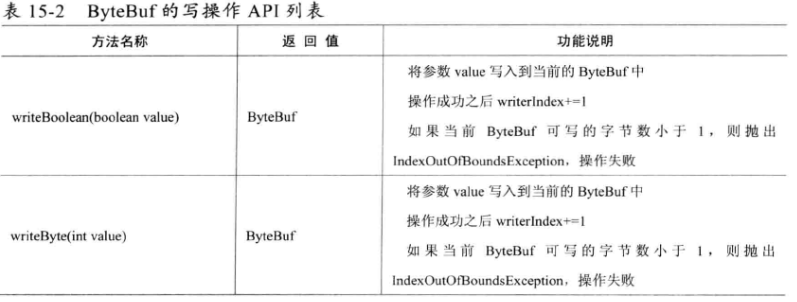 表 15-2 ByteBuf 的写操作 API 列表
方法名称 返回值 功能说明
将参数 value 写入到当前的 ByteBuf 中
操作成功之后 writerIndex+=1
writeBoolean(boolean value) ByteBuf
如果当前 ByteBuf 可写的字节数小于 1，则抛出
IndexOutOfBoundsException，操作失败
将参数 value 写入到当前的 ByteBuf 中
操作成功之后 writerIndex+=1
writeByte(int value) ByteBuf
如果当前 ByteBuf 可写的字节数小于 1，则抛出
IndexOutOfBoundsException，操作失败